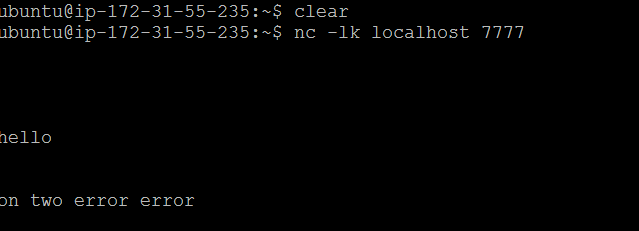 ubuntu@ip-172-31-55-235:~$ clear
ubuntu@ip-172-31-55-235:~$ nc -lk localhost 7777
hello
on two error error